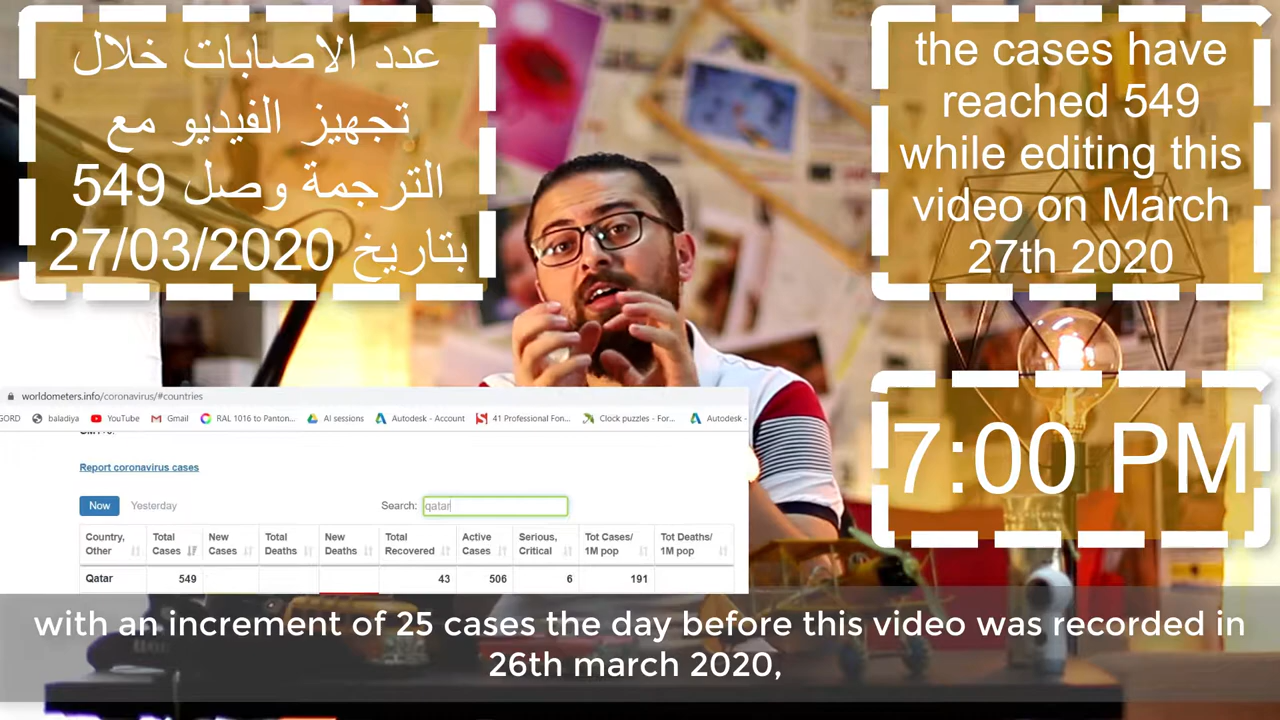 عدد الاصابات خلال
تجهيز الفيديو مع
الترجمة وصل 549
بتاريخ 27/03/2020
the cases have
reached 549
while editing this
video on March
27th 2020
7:00 PM
worldometers.info/coronavirus/#countries
GORD baladiya YouTube Gmail RAL 1016 to Panton... AI sessions Autodesk - Account 41 Professional Fon... Clock puzzles - For... Autodesk -
Report coronavirus cases
Now Yesterday Search: qatar
Country, Other Total Cases New Cases Total Deaths New Deaths Total Recovered Active Cases Serious, Critical Tot Cases/ 1M pop Tot Deaths/ 1M pop
Qatar 549 43 506 6 191
with an increment of 25 cases the day before this video was recorded in
26th march 2020,